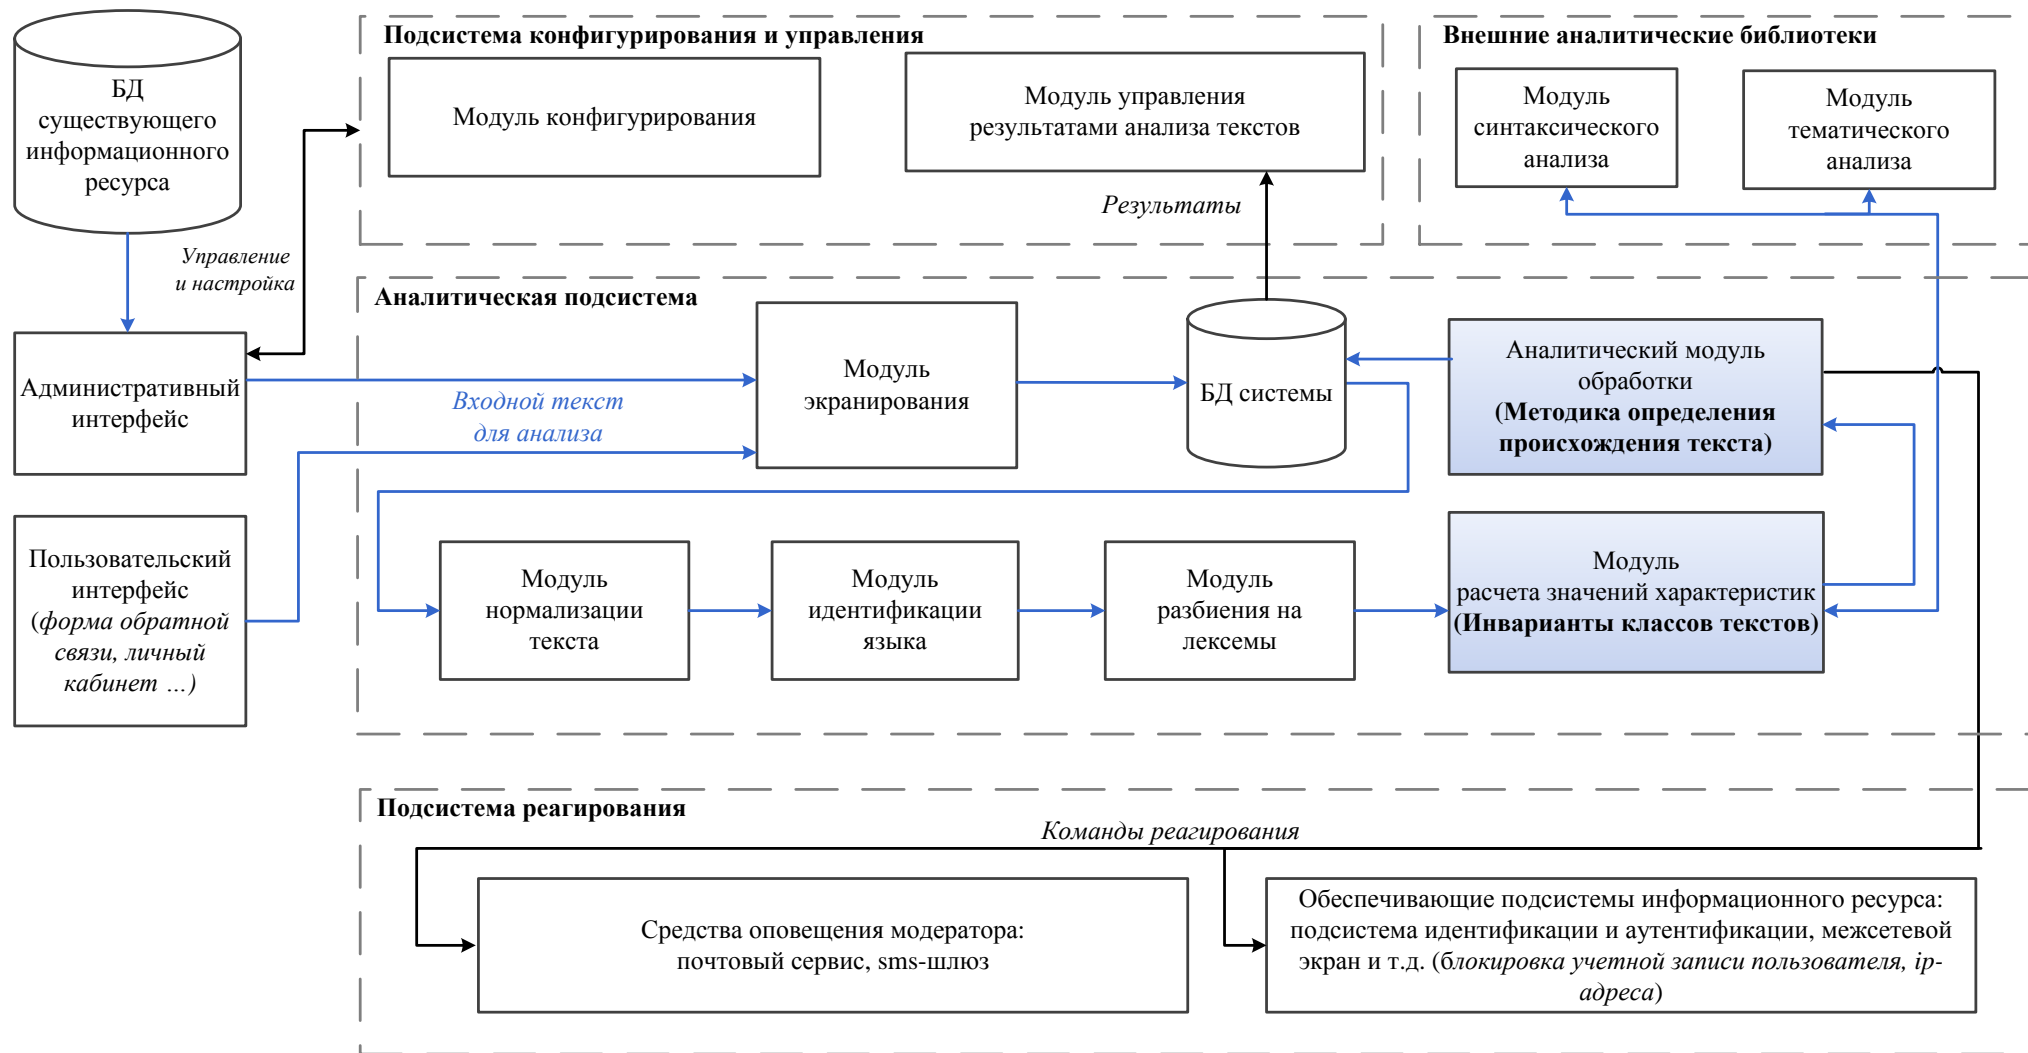 БД
существующего
информационного
ресурса
Подсистема конфигурирования и управления
Модуль конфигурирования
Модуль управления
результатами анализа текстов
Внешние аналитические библиотеки
Модуль
синтаксического
анализа
Модуль
тематического
анализа
Результаты
Управление
и настройка
Аналитическая подсистема
Административный
интерфейс
Входной текст
для анализа
Модуль
экранирования
БД системы
Аналитический модуль
обработки
(Методика определения
происхождения текста)
Пользовательский
интерфейс
(форма обратной
связи, личный
кабинет …)
Модуль
нормализации
текста
Модуль
идентификации
языка
Модуль
разбиения на
лексемы
Модуль
расчета значений характеристик
(Инварианты классов текстов)
Подсистема реагирования
Команды реагирования
Средства оповещения модератора:
почтовый сервис, sms-шлюз
Обеспечивающие подсистемы информационного ресурса:
подсистема идентификации и аутентификации, межсетевой
экран и т.д. (блокировка учетной записи пользователя, ip-
адреса)